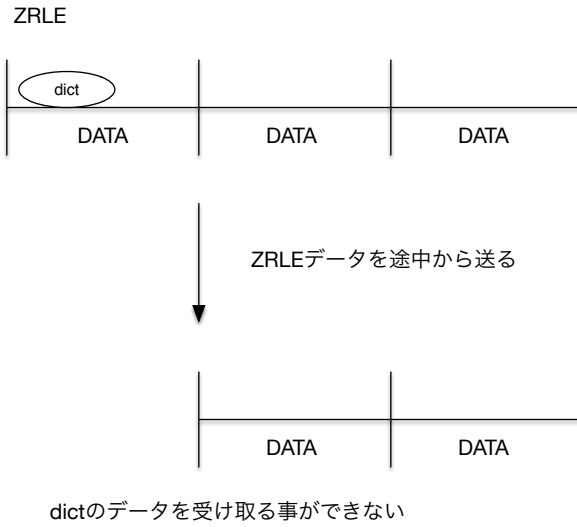 ZRLE
dict
DATA DATA DATA
ZRLEデータを途中から送る
DATA DATA
dictのデータを受け取る事ができない